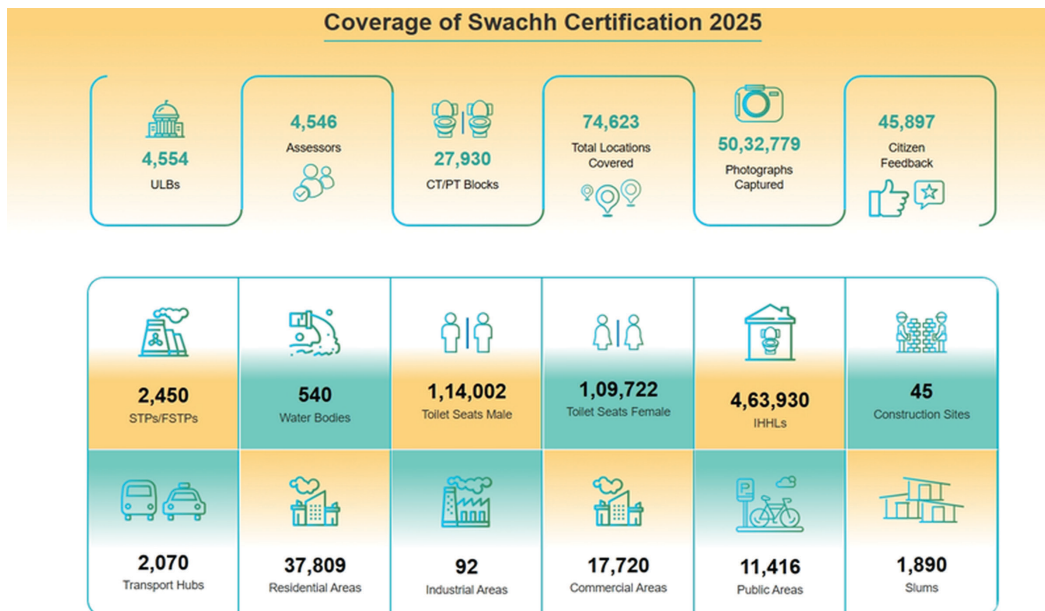 Coverage of Swachh Certification 2025
4,554
ULBs
4,546
Assessors
27,930
CT/PT Blocks
74,623
Total Locations
Covered
50,32,779
Photographs
Captured
45,897
Citizen
Feedback
2,450
STPs/FSTPs
540
Water Bodies
1,14,002
Toilet Seats Male
1,09,722
Toilet Seats Female
4,63,930
IHHLs
45
Construction Sites
2,070
Transport Hubs
37,809
Residential Areas
92
Industrial Areas
17,720
Commercial Areas
P
11,416
Public Areas
1,890
Slums